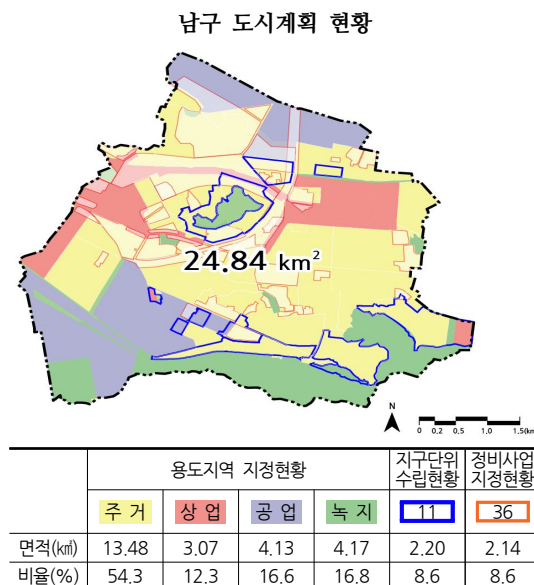 남구 도시계획 현황
24.84 km²
N
0 0.2 0.5 1.0 1.5(km
용도지역 지정현황 지구단위 수립현황 정비사업 지정현황
주 거 상 업 공 업 녹 지 11 36
면적(㎢) 13.48 3.07 4.13 4.17 2.20 2.14
비율(%) 54.3 12.3 16.6 16.8 8.6 8.6